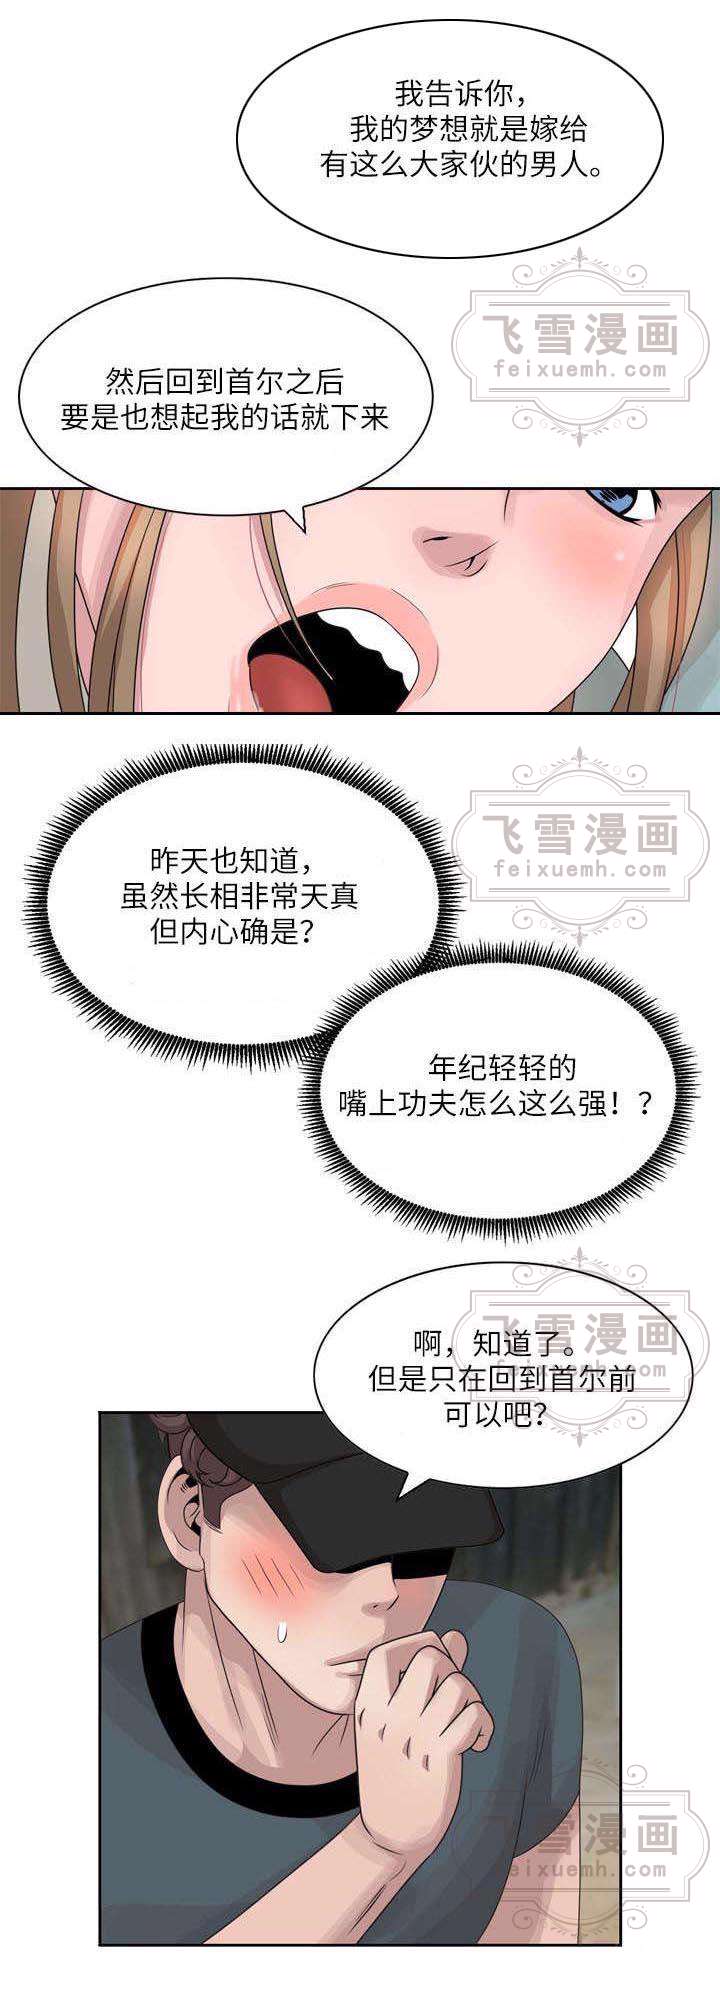 我告诉你，
我的梦想就是嫁给
有这么大家伙的男人。
飞雪漫画
feixuemh.com
然后回到首尔之后
要是也想起我的话就下来
飞雪漫画
feixuemh.com
昨天也知道，
虽然长相非常天真
但内心确是？
年纪轻轻的
嘴上功夫怎么这么强！？
飞雪漫画
feixuemh.com
啊，知道了。
但是只在回到首尔前
可以吧？
飞雪漫画
feixuemh.com